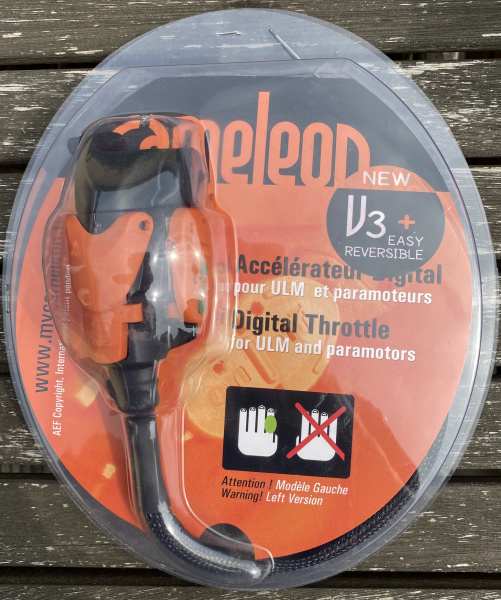 ameleon
NEW
V3 +
EASY
REVERSIBLE
Accélérateur Digital
pour ULM et paramoteurs
Digital Throttle
for ULM and paramotors
Attention ! Modèle Gauche
Warning! Left Version
www.
AEF Copyright, International